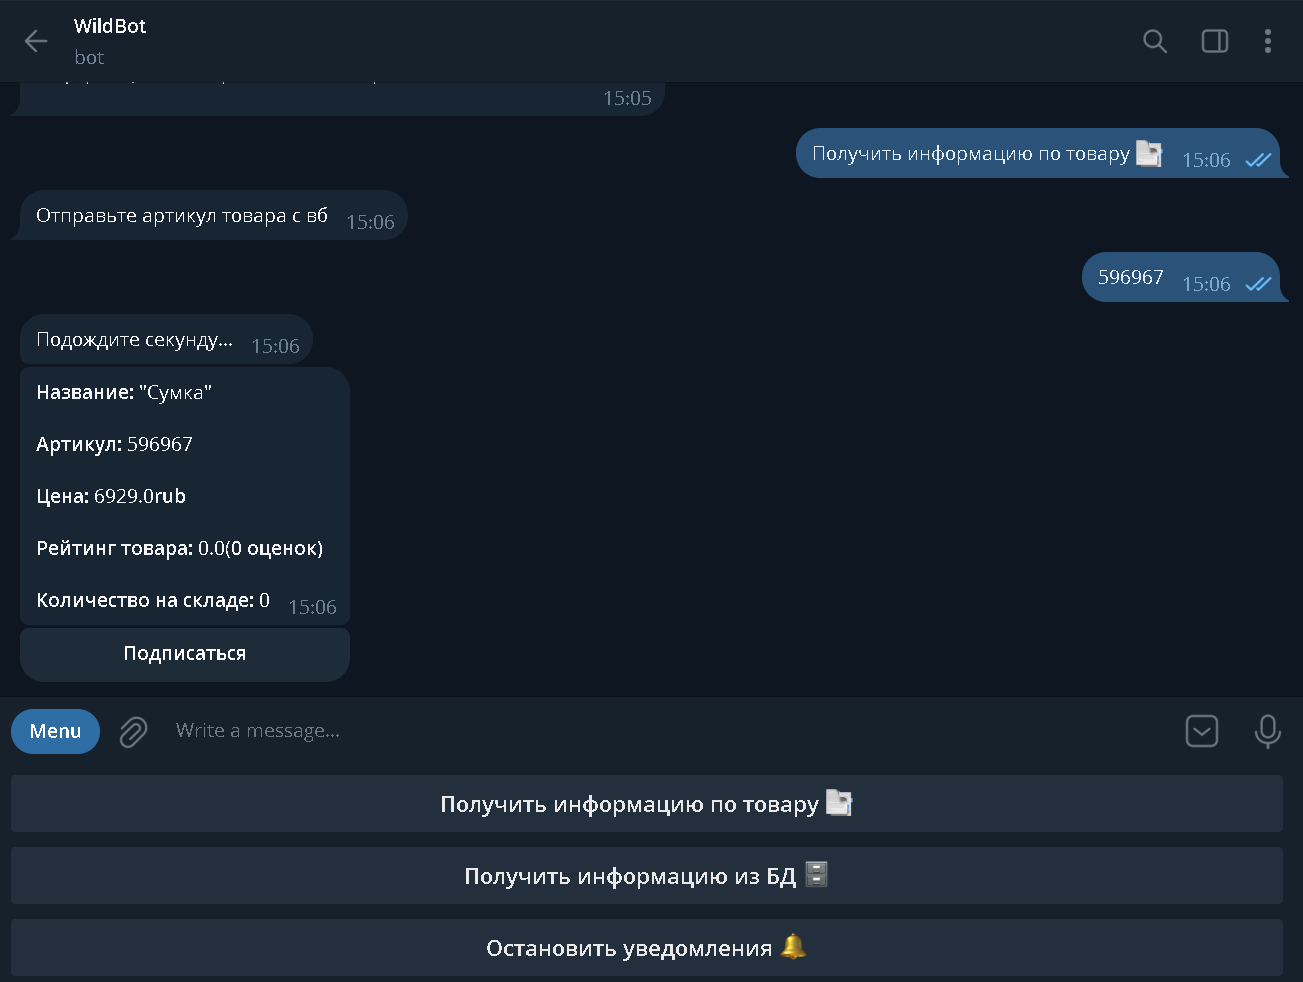 WildBot
bot
15:05
Получить информацию по товару 15:06
Отправьте артикул товара с вб 15:06
596967 15:06
Подождите секунду... 15:06
Название: "Сумка"
Артикул: 596967
Цена: 6929.0rub
Рейтинг товара: 0.0(0 оценок)
Количество на складе: 0 15:06
Подписаться
Menu Write a message...
Получить информацию по товару
Получить информацию из БД
Остановить уведомления